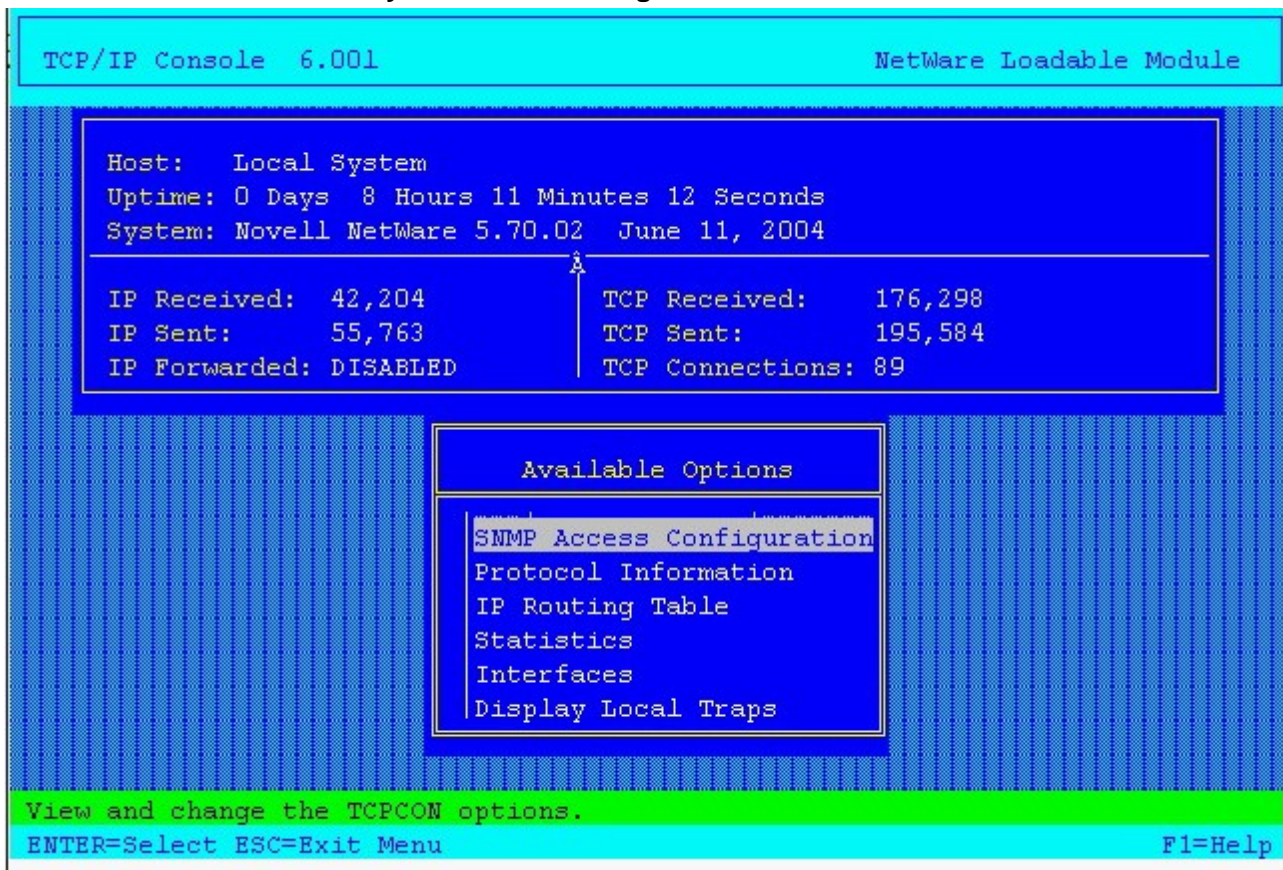 TCP/IP Console 6.00l NetWare Loadable Module
Host: Local System
Uptime: 0 Days 8 Hours 11 Minutes 12 Seconds
System: Novell NetWare 5.70.02 June 11, 2004
IP Received: 42,204 TCP Received: 176,298
IP Sent: 55,763 TCP Sent: 195,584
IP Forwarded: DISABLED TCP Connections: 89
Available Options
SNMP Access Configuration
Protocol Information
IP Routing Table
Statistics
Interfaces
Display Local Traps
View and change the TCPCON options.
ENTER=Select ESC=Exit Menu F1=Help